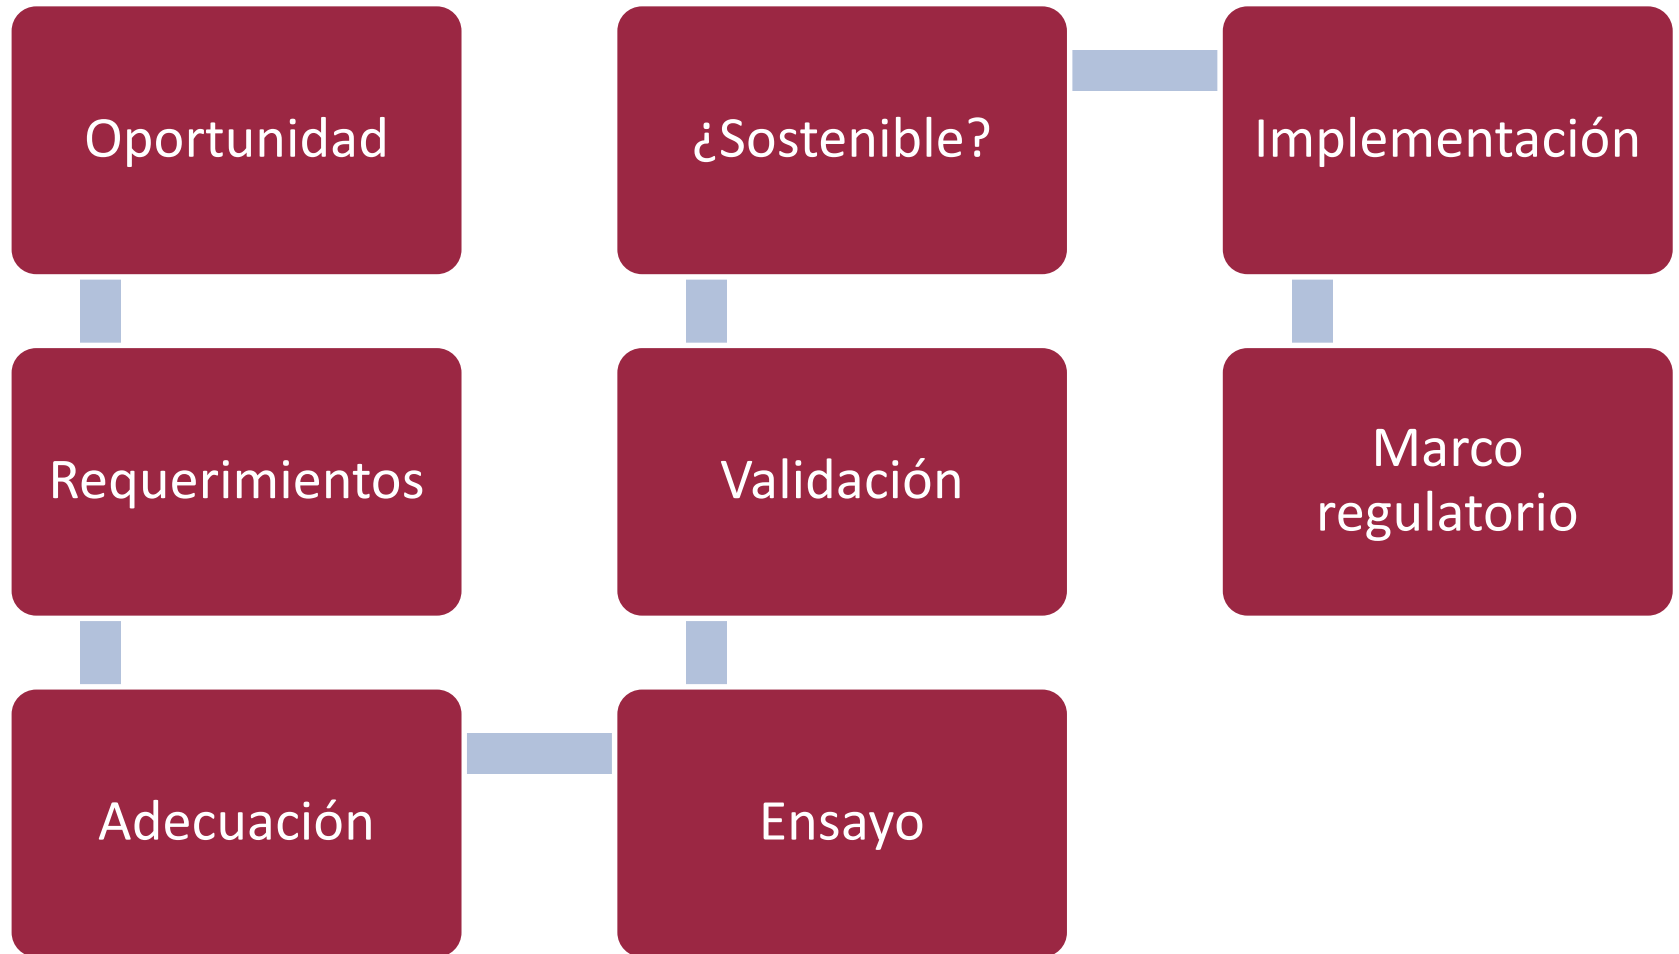 Oportunidad
Requerimientos
Adecuación
Ensayo
Validación
¿Sostenible?
Implementación
Marco
regulatorio